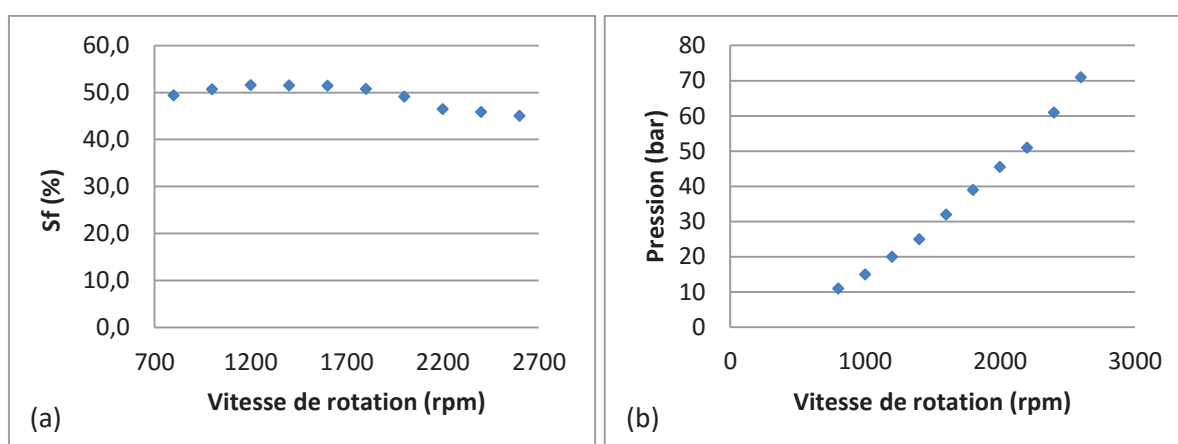 60,0
50,0
40,0
30,0
20,0
10,0
0,0
Sf (%)
700 1200 1700 2200 2700
Vitesse de rotation (rpm)
(a)
80
70
60
50
40
30
20
10
0
Pression (bar)
0 1000 2000 3000
Vitesse de rotation (rpm)
(b)